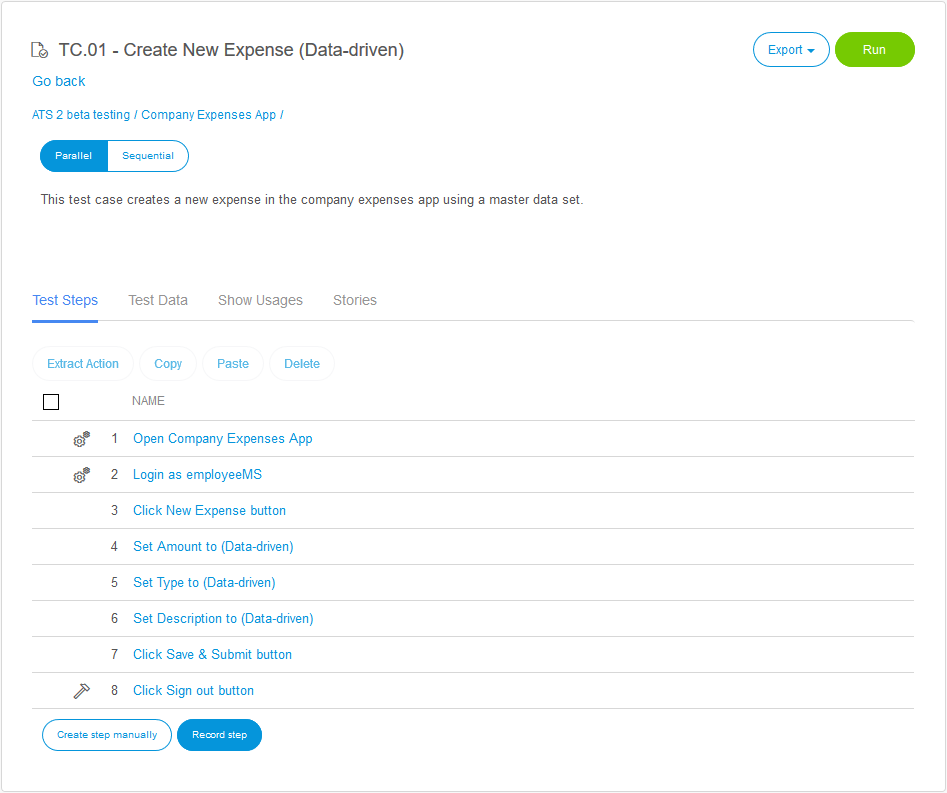 TC.01 - Create New Expense (Data-driven)
Export
Run
Go back
ATS 2 beta testing / Company Expenses App /
Parallel
Sequential
This test case creates a new expense in the company expenses app using a master data set.
Test Steps
Test Data
Show Usages
Stories
Extract Action
Copy
Paste
Delete
NAME
1 Open Company Expenses App
2 Login as employeeMS
3 Click New Expense button
4 Set Amount to (Data-driven)
5 Set Type to (Data-driven)
6 Set Description to (Data-driven)
7 Click Save & Submit button
8 Click Sign out button
Create step manually
Record step